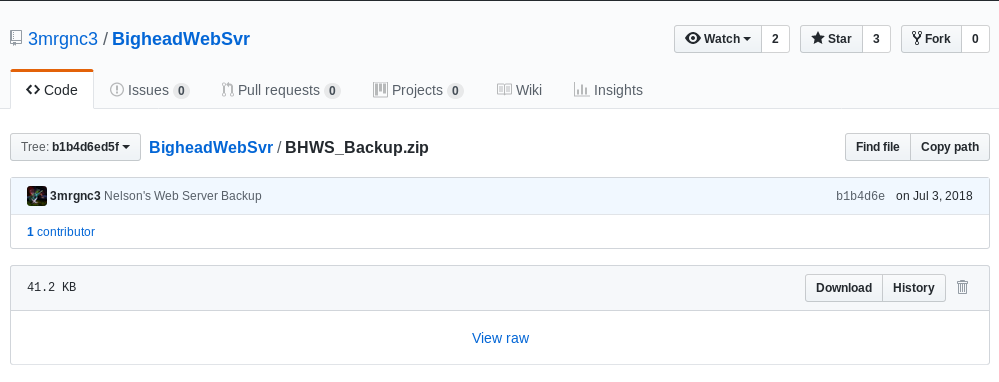 3mrgnc3 / BigheadWebSvr
Watch 2 Star 3 Fork 0
Code Issues 0 Pull requests 0 Projects 0 Wiki Insights
Tree: b1b4d6ed5f BigheadWebSvr / BHWS_Backup.zip Find file Copy path
3mrgnc3 Nelson's Web Server Backup b1b4d6e on Jul 3, 2018
1 contributor
41.2 KB Download History
View raw